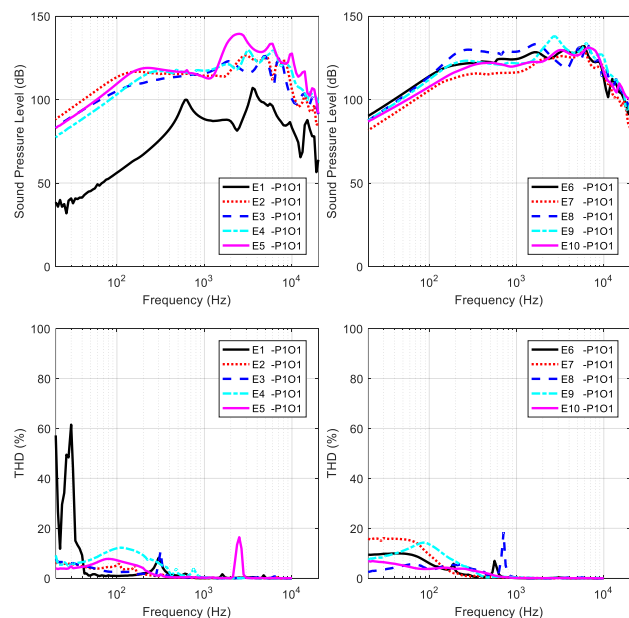 150
100
50
0
Sound Pressure Level (dB)
10^2
10^3
10^4
Frequency (Hz)
E1 -P1O1
E2 -P1O1
E3 -P1O1
E4 -P1O1
E5 -P1O1
150
100
50
0
Sound Pressure Level (dB)
10^2
10^3
10^4
Frequency (Hz)
E6 -P1O1
E7 -P1O1
E8 -P1O1
E9 -P1O1
E10 -P1O1
100
80
60
40
20
0
THD (%)
10^2
10^3
10^4
Frequency (Hz)
E1 -P1O1
E2 -P1O1
E3 -P1O1
E4 -P1O1
E5 -P1O1
100
80
60
40
20
0
THD (%)
10^2
10^3
10^4
Frequency (Hz)
E6 -P1O1
E7 -P1O1
E8 -P1O1
E9 -P1O1
E10 -P1O1